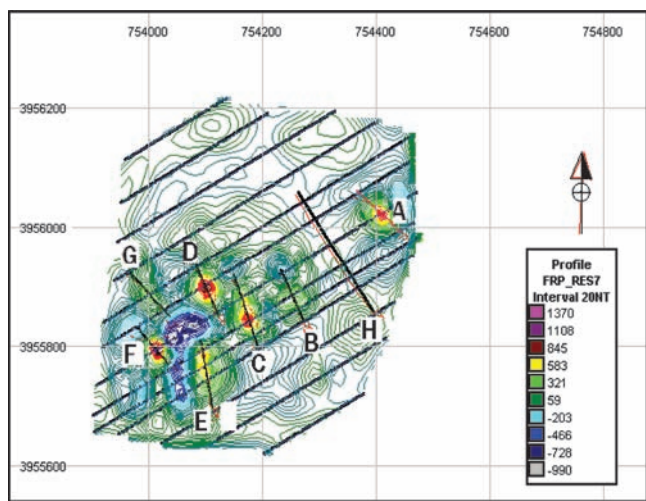 754000 754200 754400 754600 754800
3956200
3956000
3955800
3955600
A
D
G
F
H
B
C
E
Profile
FRP_RES7
Interval 20NT
1370
1108
845
583
321
59
-203
-466
-728
-990